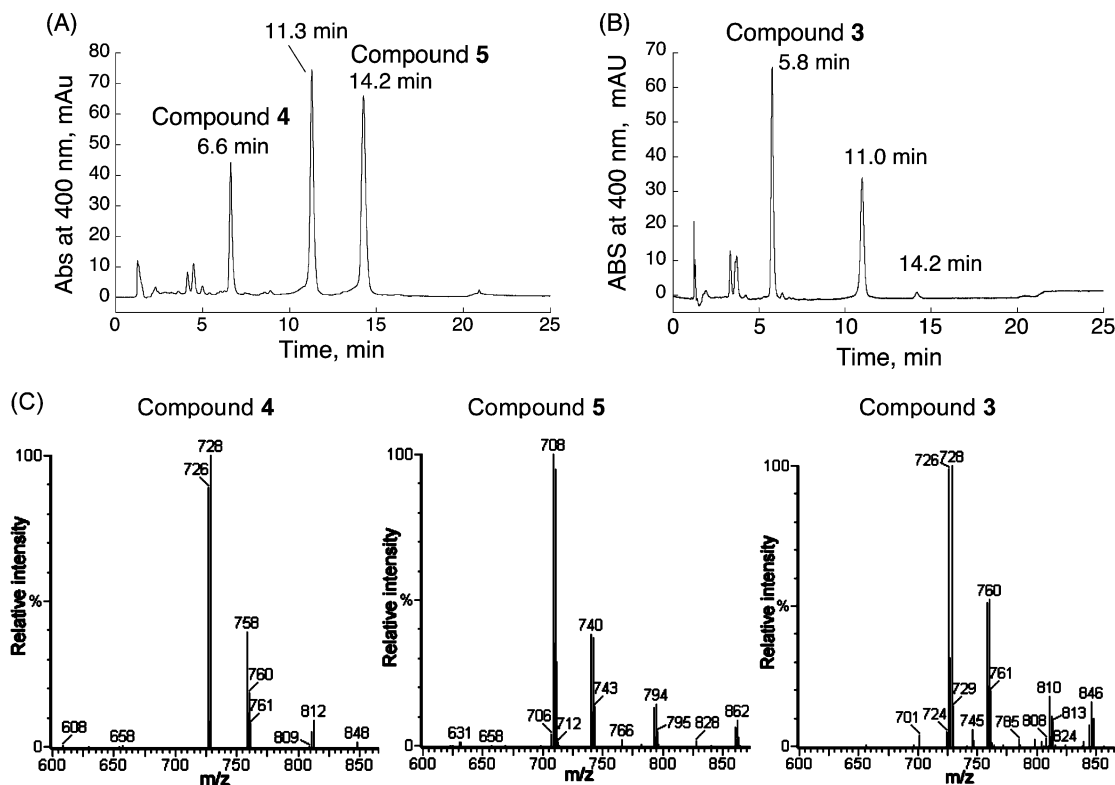 (A)
11.3 min
Compound 5
14.2 min
Compound 4
6.6 min
Abs at 400 nm, mAu
80
70
60
50
40
30
20
10
0
0 5 10 15 20 25
Time, min
(B)
Compound 3
5.8 min
11.0 min
14.2 min
ABS at 400 nm, mAU
70
60
50
40
30
20
10
0
0 5 10 15 20 25
Time, min
(C)
Compound 4
100
%
0
Relative intensity
728
726
758
760
761
812
809
848
608
658
600 650 700 750 800 850
m/z
Compound 5
100
%
0
Relative intensity
708
740
743
706
712
794
795
828
862
766
631
658
600 650 700 750 800 850
m/z
Compound 3
100
%
0
Relative intensity
726 728
760
761
729
724
701
745
785
808
810
813
824
846
600 650 700 750 800 850
m/z